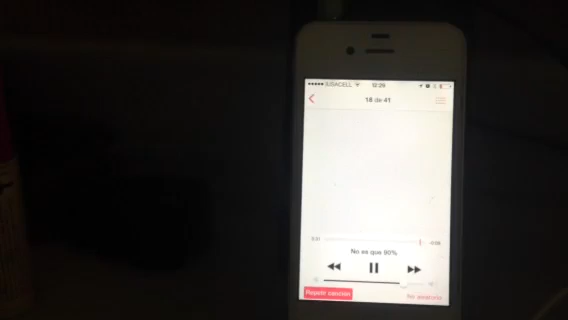 IUSACELL 12:29
18 de 41
No es que 90%
Repetir canción